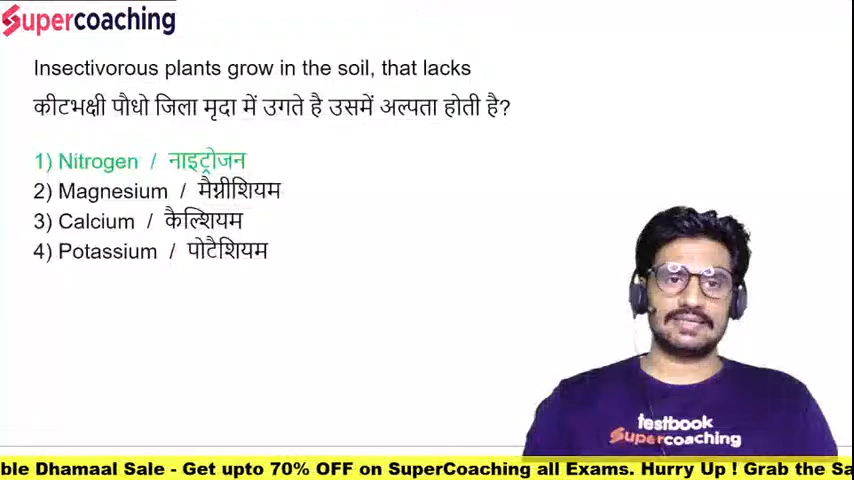 Supercoaching
Insectivorous plants grow in the soil, that lacks
कीटभक्षी पौधो जिला मृदा में उगते है उसमें अल्पता होती है?
1) Nitrogen / नाइट्रोजन
2) Magnesium / मैग्नीशियम
3) Calcium / कैल्शियम
4) Potassium / पोटैशियम
testbook
Supercoaching
ble Dhamaal Sale - Get upto 70% OFF on SuperCoaching all Exams. Hurry Up ! Grab the Sa